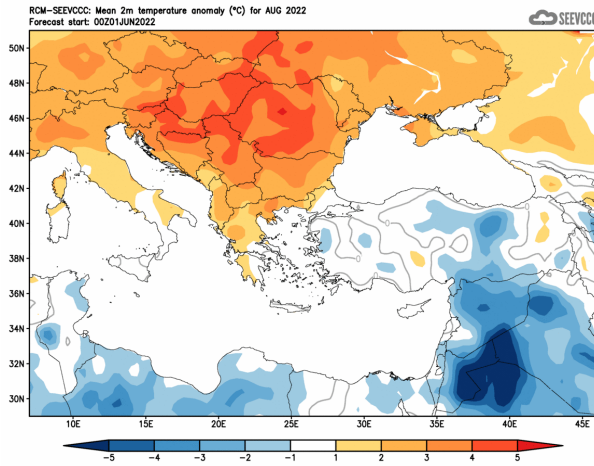 RCM-SEEVCCC: Mean 2m temperature anomaly (°C) for AUG 2022
Forecast start: 00Z01JUN2022
SEEVCCC
50N
48N
46N
44N
42N
40N
38N
36N
34N
32N
30N
10E 15E 20E 25E 30E 35E 40E 45E
-5 -4 -3 -2 -1 1 2 3 4 5